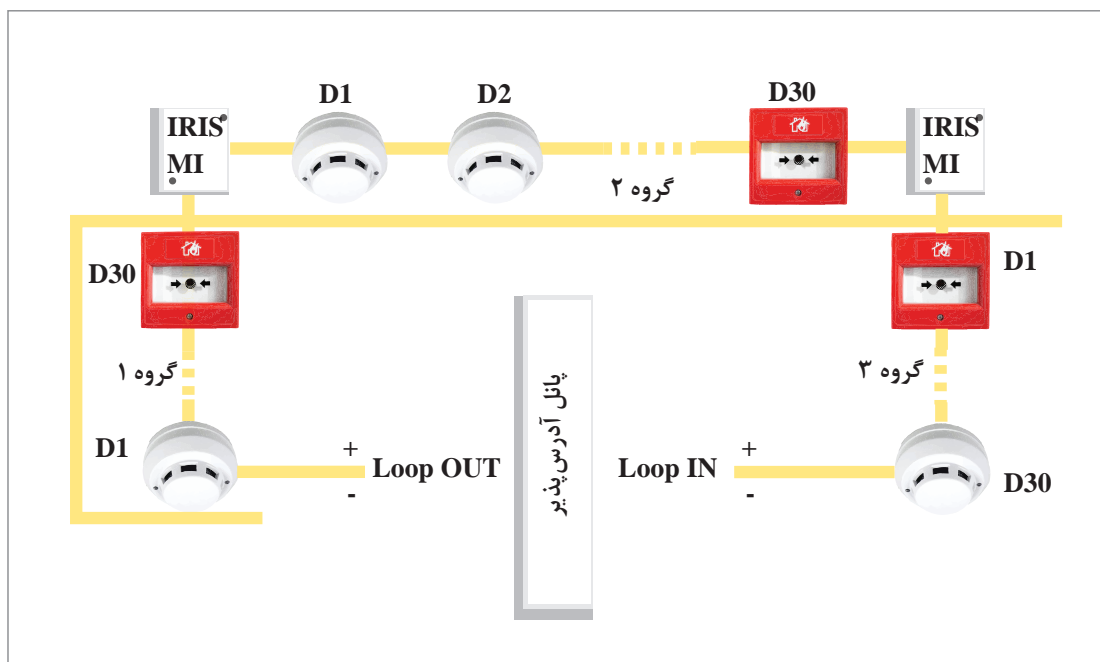 D1
D2
D30
IRIS
MI
IRIS
MI
گروه ۲
D30
D1
گروه ۱
گروه ۳
پانل آدرس‌پذیر
D1
+
Loop OUT
-
Loop IN
+
-
D30